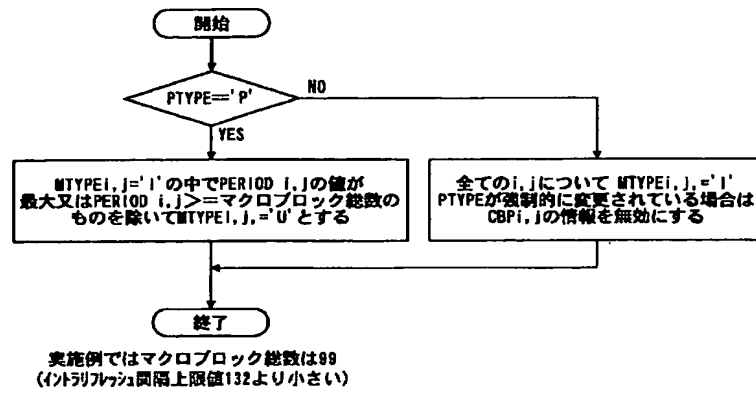 開始
PTYPE=='P'
NO
YES
MTYPEi,j='I'の中でPERIOD i,jの値が
最大又はPERIOD i,j>=マクロブロック総数の
ものを除いてMTYPEi,j,='U'とする
全てのi,jについて MTYPEi,j,='I'
PTYPEが強制的に変更されている場合は
CBPi,jの情報を無効にする
終了
実施例ではマクロブロック総数は99
(イントラリフレッシュ間隔上限値132より小さい)